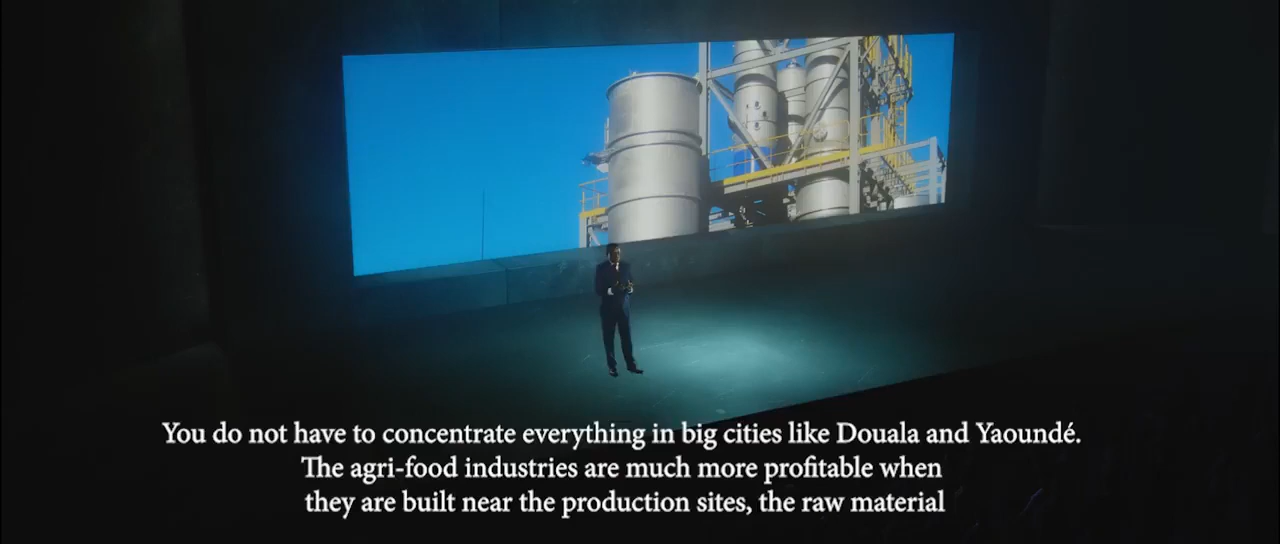 You do not have to concentrate everything in big cities like Douala and Yaoundé.
The agri-food industries are much more profitable when
they are built near the production sites, the raw material